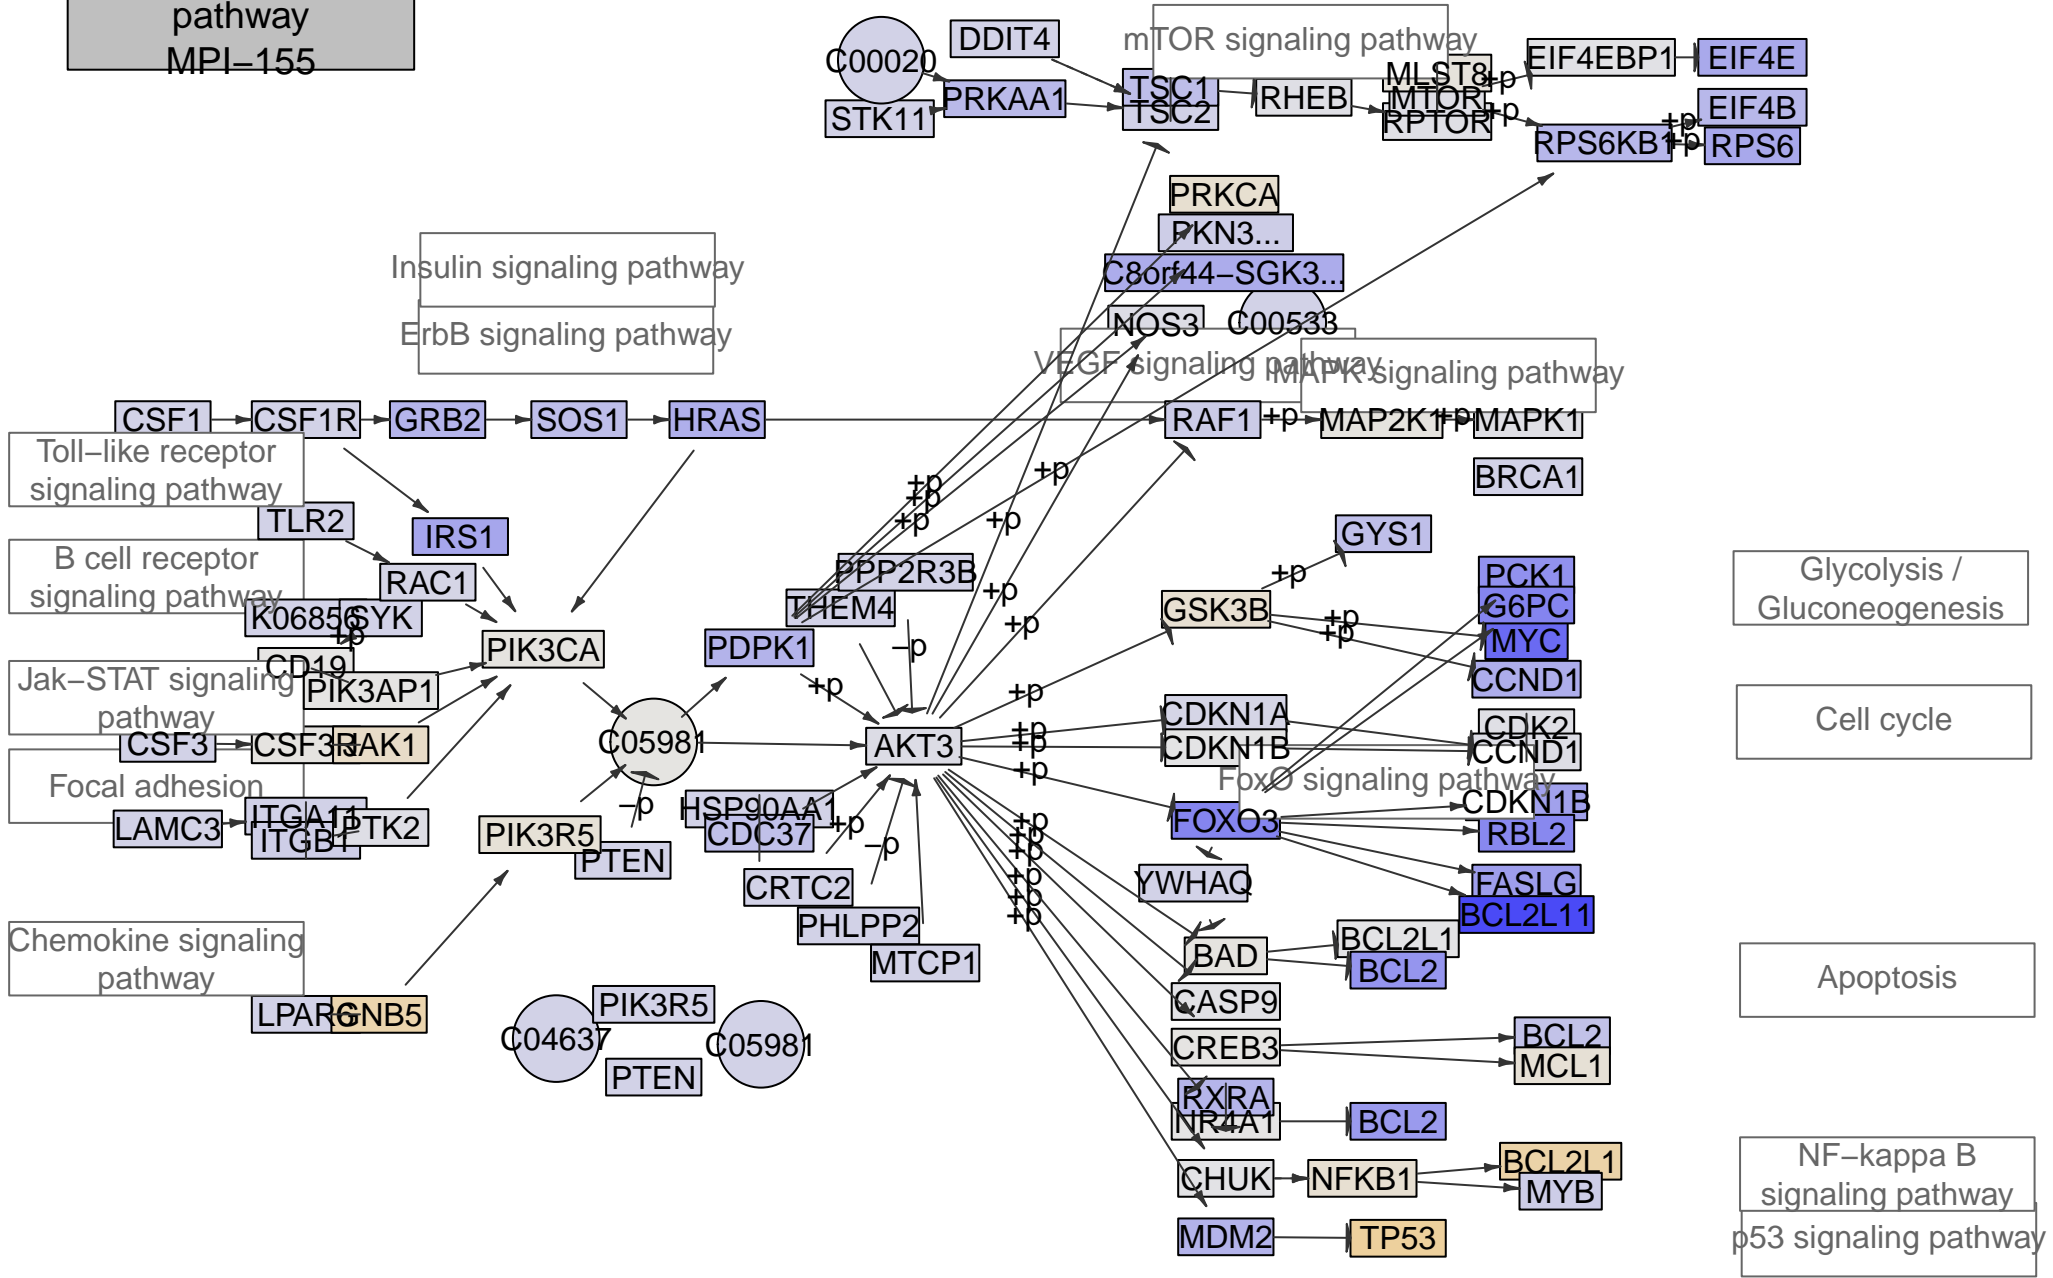 pathway
MPI−155
C00020
DDIT4
STK11
PRKAA1
TSC1
TSC2
mTOR signaling pathway
RHEB
MLST8
MTOR
RPTOR
+p
+p
EIF4EBP1
EIF4E
RPS6KB1
+p
+p
EIF4B
RPS6
PRKCA
PKN3...
C8orf44−SGK3...
NOS3
C00533
VEGF signaling pathway
MAPK signaling pathway
Insulin signaling pathway
ErbB signaling pathway
CSF1
CSF1R
GRB2
SOS1
HRAS
RAF1
+p
MAP2K1
+p
MAPK1
BRCA1
Toll−like receptor
signaling pathway
TLR2
IRS1
B cell receptor
signaling pathway
RAC1
K06856
SYK
+p
CD19
PIK3AP1
PIK3CA
Jak−STAT signaling
pathway
CSF3
CSF3R
JAK1
Focal adhesion
LAMC3
ITGA11
ITGB1
PTK2
PIK3R5
PTEN
−p
C05981
PDPK1
THEM4
PPP2R3B
+p
−p
+p
+p
+p
+p
+p
+p
+p
AKT3
HSP90AA1
CDC37
+p
−p
CRTC2
PHLPP2
MTCP1
Chemokine signaling
pathway
LPAR6
GNB5
C04637
PIK3R5
PTEN
C05981
GYS1
+p
GSK3B
+p
+p
PCK1
G6PC
MYC
CCND1
+p
+p
+p
+p
CDKN1A
CDKN1B
CDK2
CCND1
FoxO signaling pathway
FOXO3
CDKN1B
RBL2
FASLG
BCL2L11
YWHAQ
+p
+p
+p
+p
+p
+p
BAD
BCL2L1
BCL2
CASP9
CREB3
BCL2
MCL1
RXRA
NR4A1
BCL2
CHUK
NFKB1
BCL2L1
MYB
MDM2
TP53
Glycolysis /
Gluconeogenesis
Cell cycle
Apoptosis
NF−kappa B
signaling pathway
p53 signaling pathway